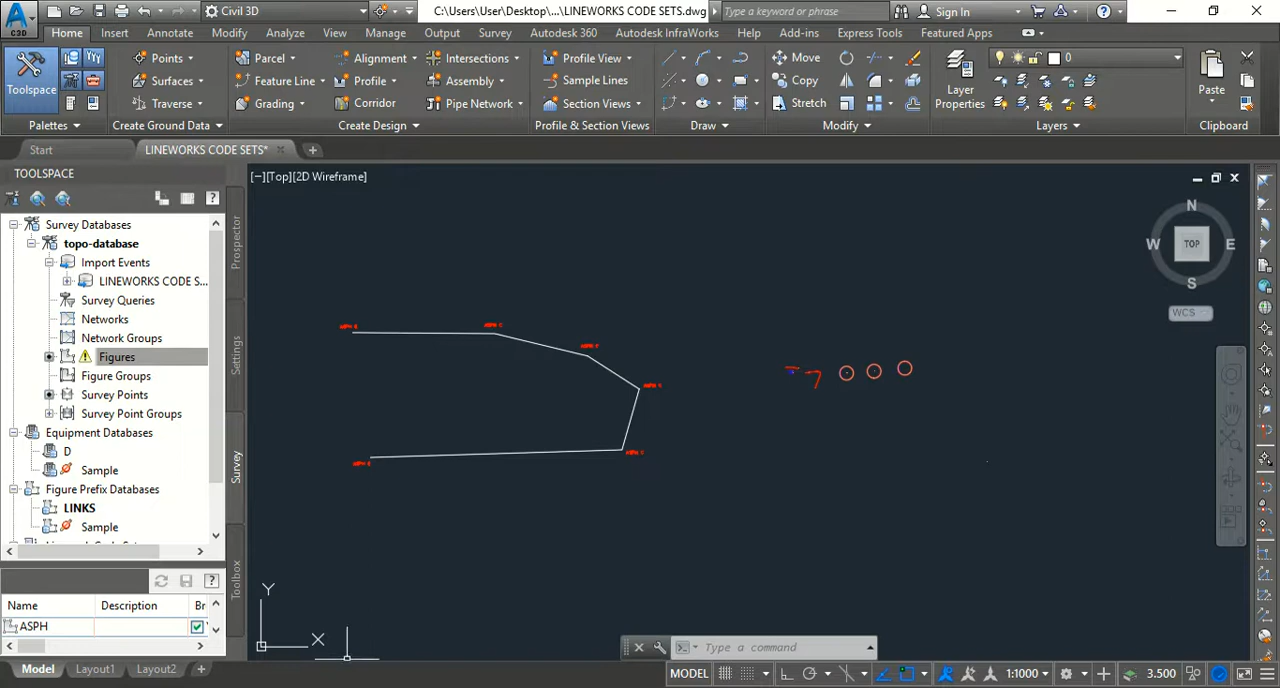 C3D
Civil 3D
C:\Users\User\Desktop\...\LINEWORKS CODE SETS.dwg
Type a keyword or phrase
Sign In
Home Insert Annotate Modify Analyze View Manage Output Survey Autodesk 360 Autodesk InfraWorks Help Add-ins Express Tools Featured Apps
Points Parcel Alignment Intersections Profile View Move 0
Surfaces Feature Line Profile Assembly Sample Lines Copy
Toolspace Traverse Grading Corridor Pipe Network Section Views Stretch Layer Properties Paste
Palettes Create Ground Data Create Design Profile & Section Views Draw Modify Layers Clipboard
Start LINEWORKS CODE SETS*
TOOLSPACE
[−][Top][2D Wireframe]
Survey Databases
topo-database
Import Events
LINEWORKS CODE S...
Survey Queries
Networks
Network Groups
Figures
Figure Groups
Survey Points
Survey Point Groups
Equipment Databases
D
Sample
Figure Prefix Databases
LINKS
Sample
Prospector
Settings
Survey
Toolbox
N
W TOP E
S
WCS
Name Description Br
ASPH
Y
X
Type a command
Model Layout1 Layout2
MODEL 1:1000 3.500